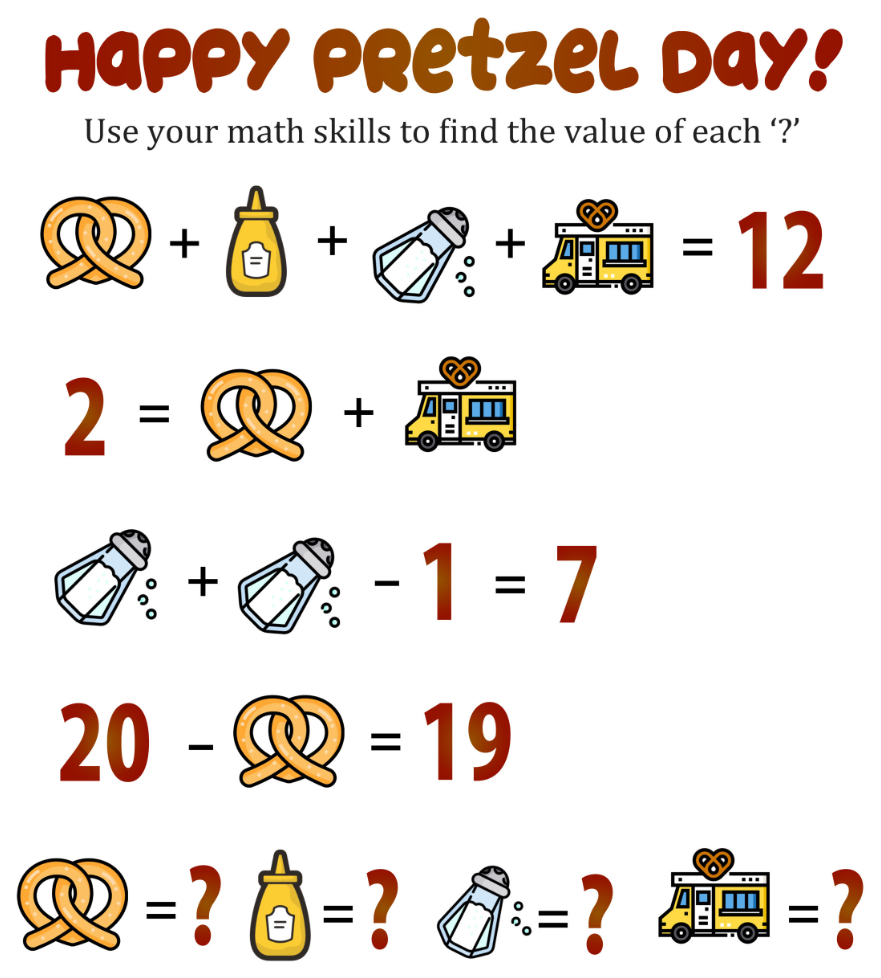 Happy Pretzel Day!
Use your math skills to find the value of each ‘?’
+ + + = 12
2 = +
+ - 1 = 7
20 - = 19
= ? = ? = ? = ?